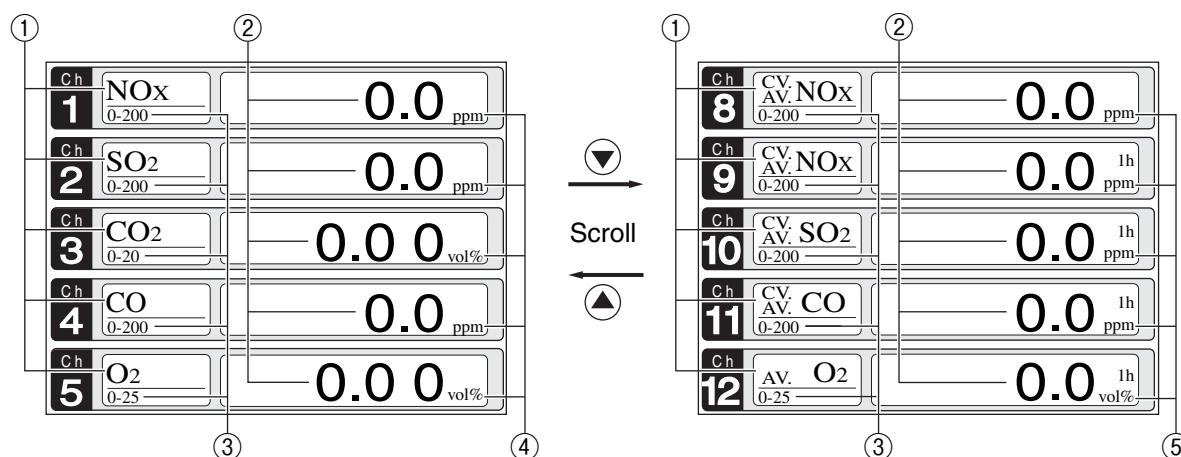 ① ② ① ②
Ch 1 NOx 0-200 0.0 ppm
Ch 2 SO2 0-200 0.0 ppm
Ch 3 CO2 0-20 0.00 vol%
Ch 4 CO 0-200 0.0 ppm
Ch 5 O2 0-25 0.00 vol%
③ ④
▼
Scroll
▲
Ch 8 CV. AV. NOx 0-200 0.0 ppm
Ch 9 CV. AV. NOx 0-200 0.0 1h ppm
Ch 10 CV. AV. SO2 0-200 0.0 1h ppm
Ch 11 CV. AV. CO 0-200 0.0 1h ppm
Ch 12 AV. O2 0-25 0.0 1h vol%
③ ⑤